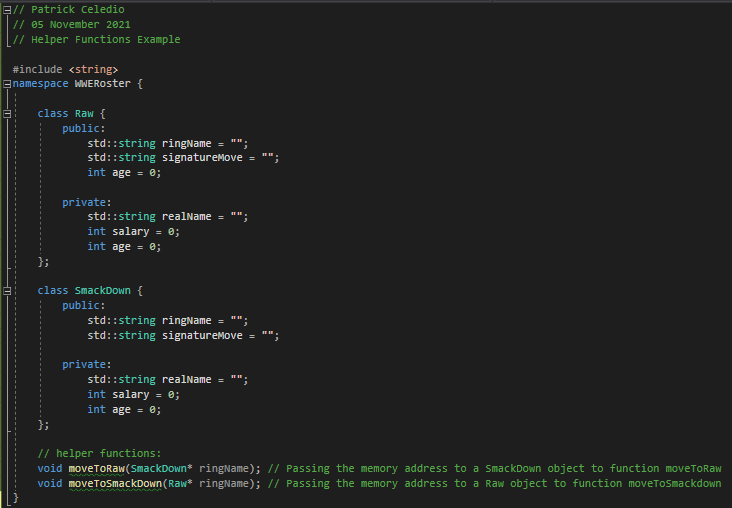 // Patrick Celedio
// 05 November 2021
// Helper Functions Example
#include <string>
namespace WWERoster {
class Raw {
public:
std::string ringName = "";
std::string signatureMove = "";
int age = 0;
private:
std::string realName = "";
int salary = 0;
int age = 0;
};
class SmackDown {
public:
std::string ringName = "";
std::string signatureMove = "";
private:
std::string realName = "";
int salary = 0;
int age = 0;
};
// helper functions:
void moveToRaw(SmackDown* ringName); // Passing the memory address to a SmackDown object to function moveToRaw
void moveToSmackDown(Raw* ringName); // Passing the memory address to a Raw object to function moveToSmackdown
}